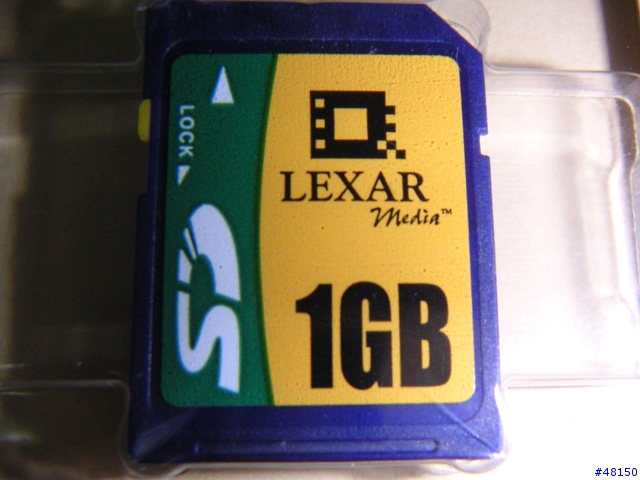 LOCK
LEXAR
Media™
SD
1GB
#48150